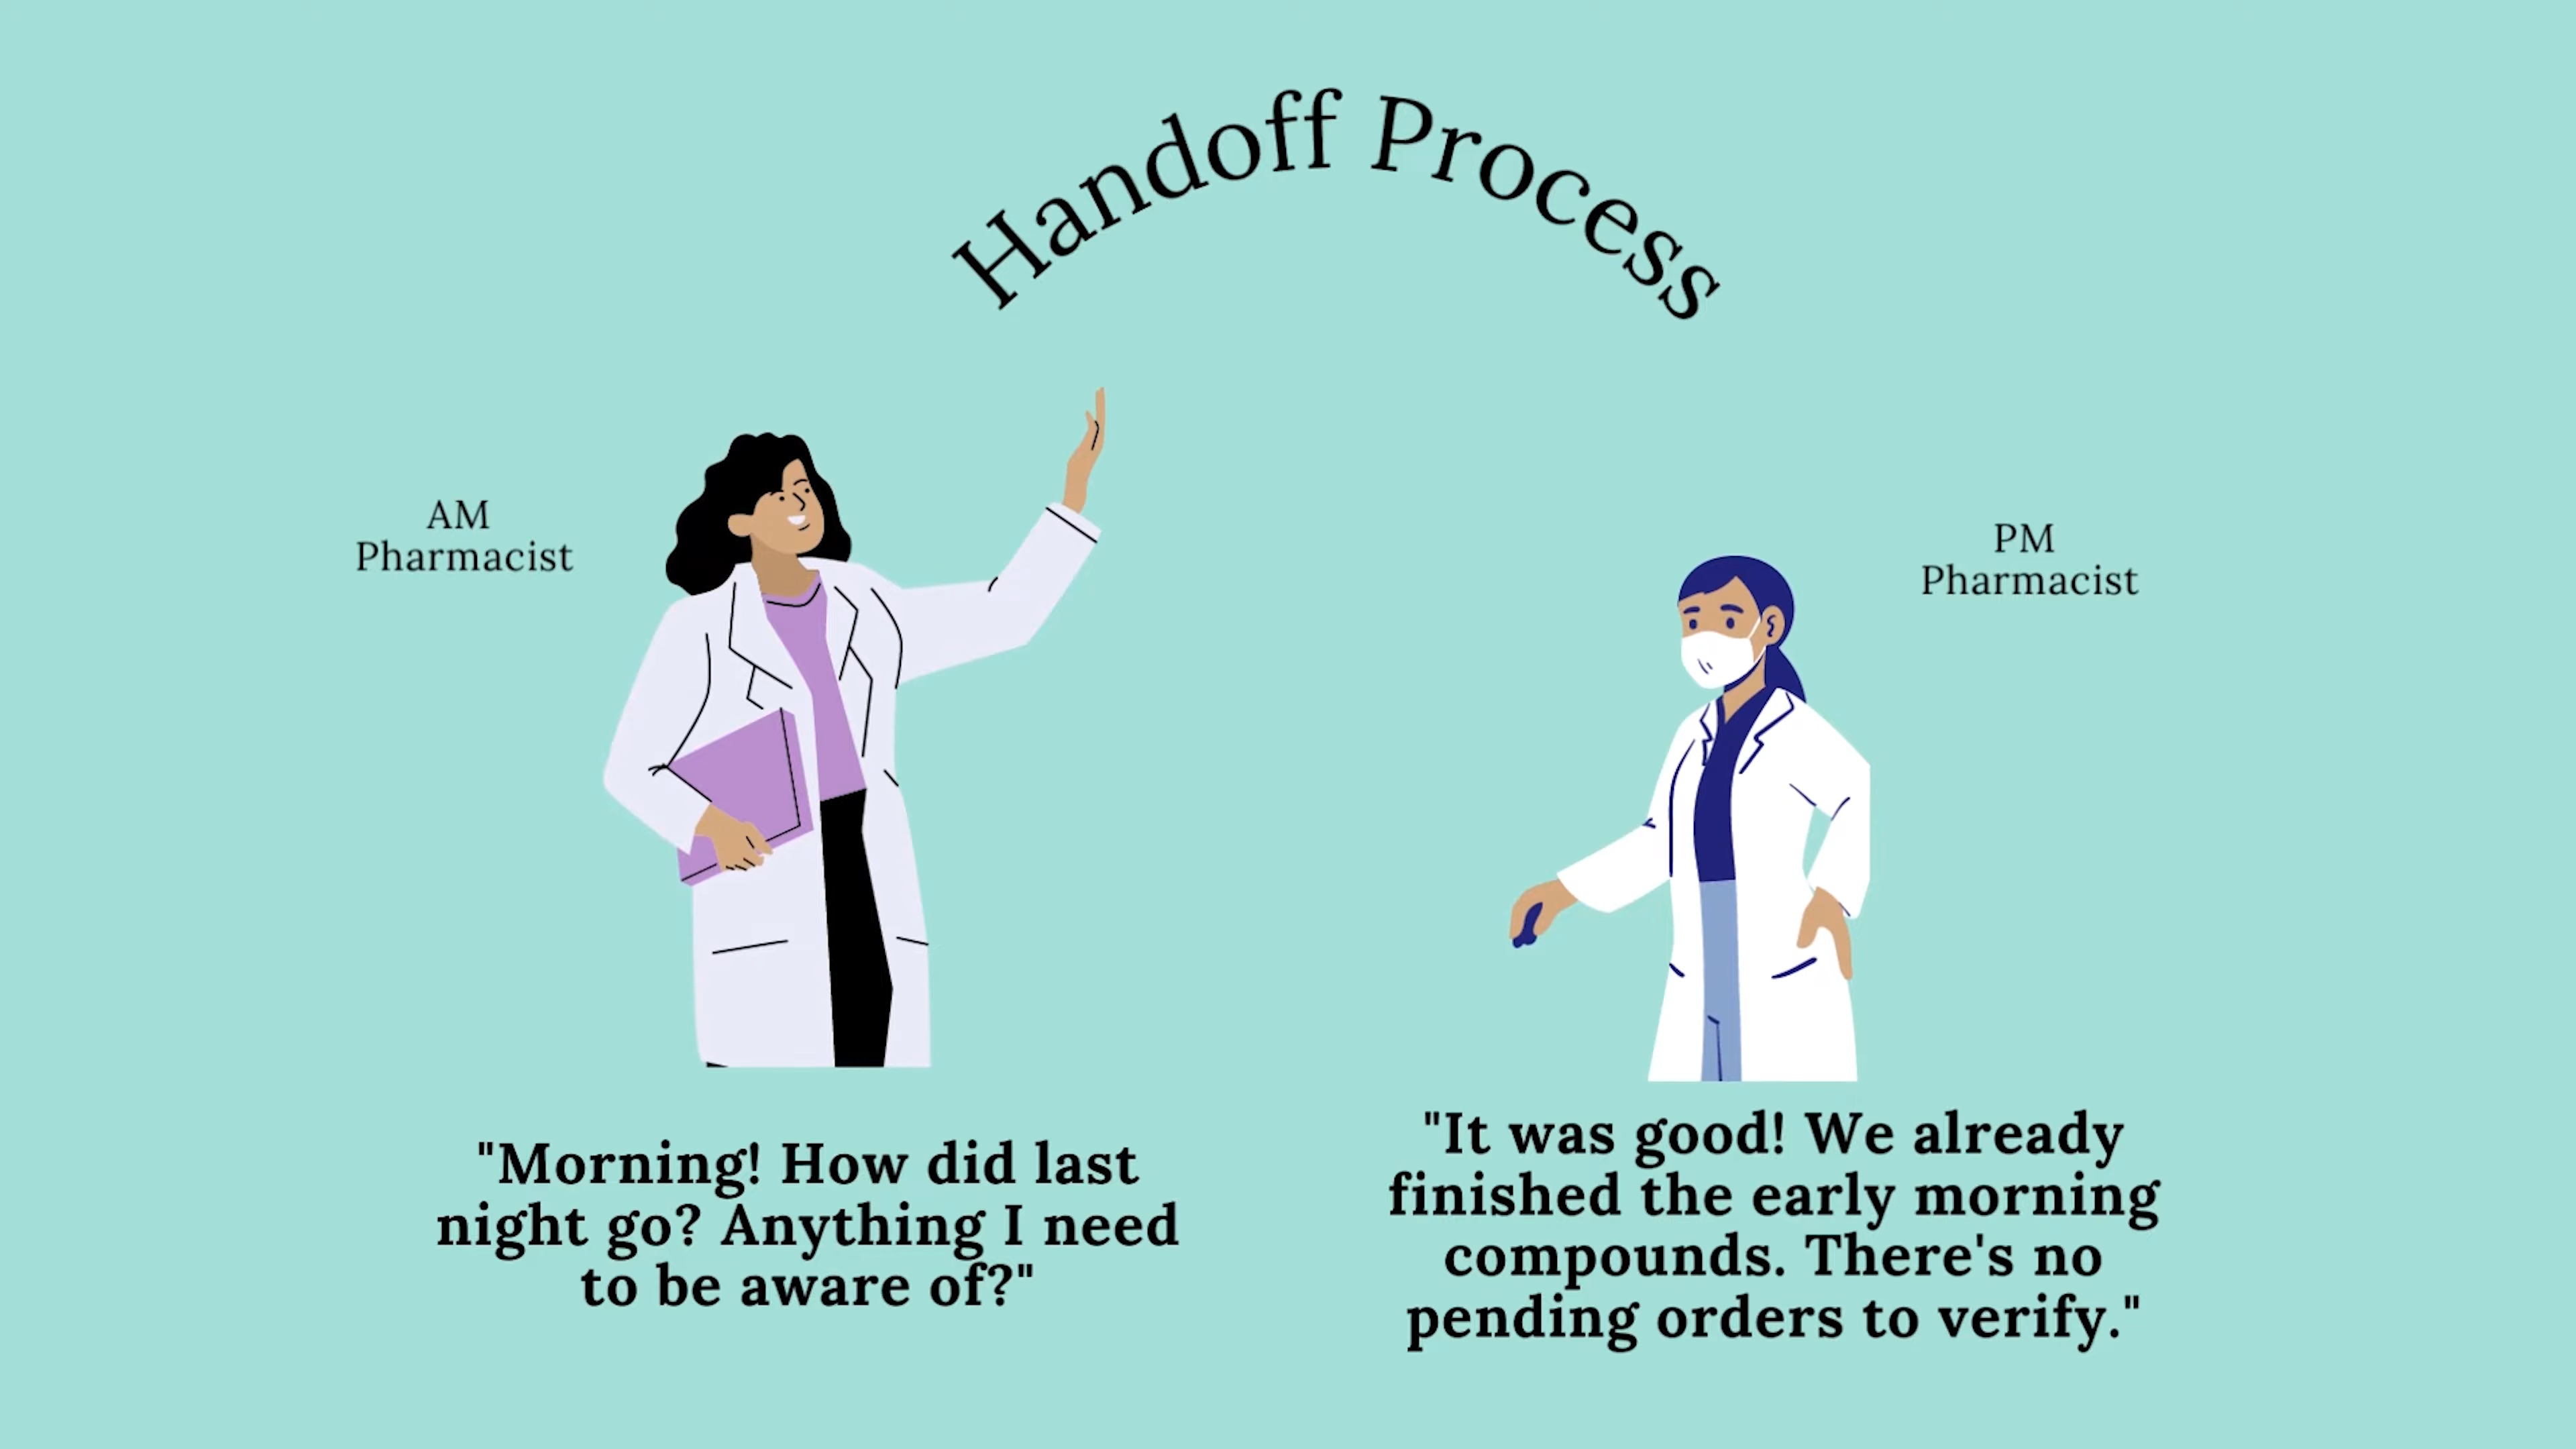 Handoff Process
AM
Pharmacist
PM
Pharmacist
"Morning! How did last
night go? Anything I need
to be aware of?"
"It was good! We already
finished the early morning
compounds. There's no
pending orders to verify."